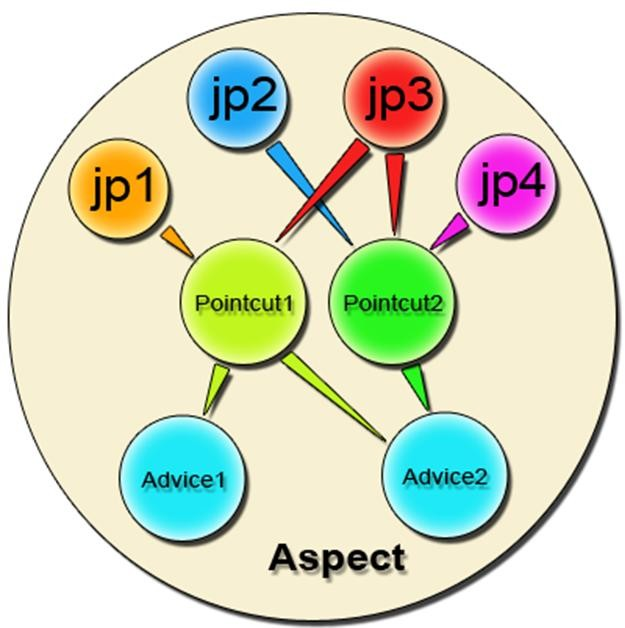 jp2
jp3
jp1
jp4
Pointcut1
Pointcut2
Advice1
Advice2
Aspect